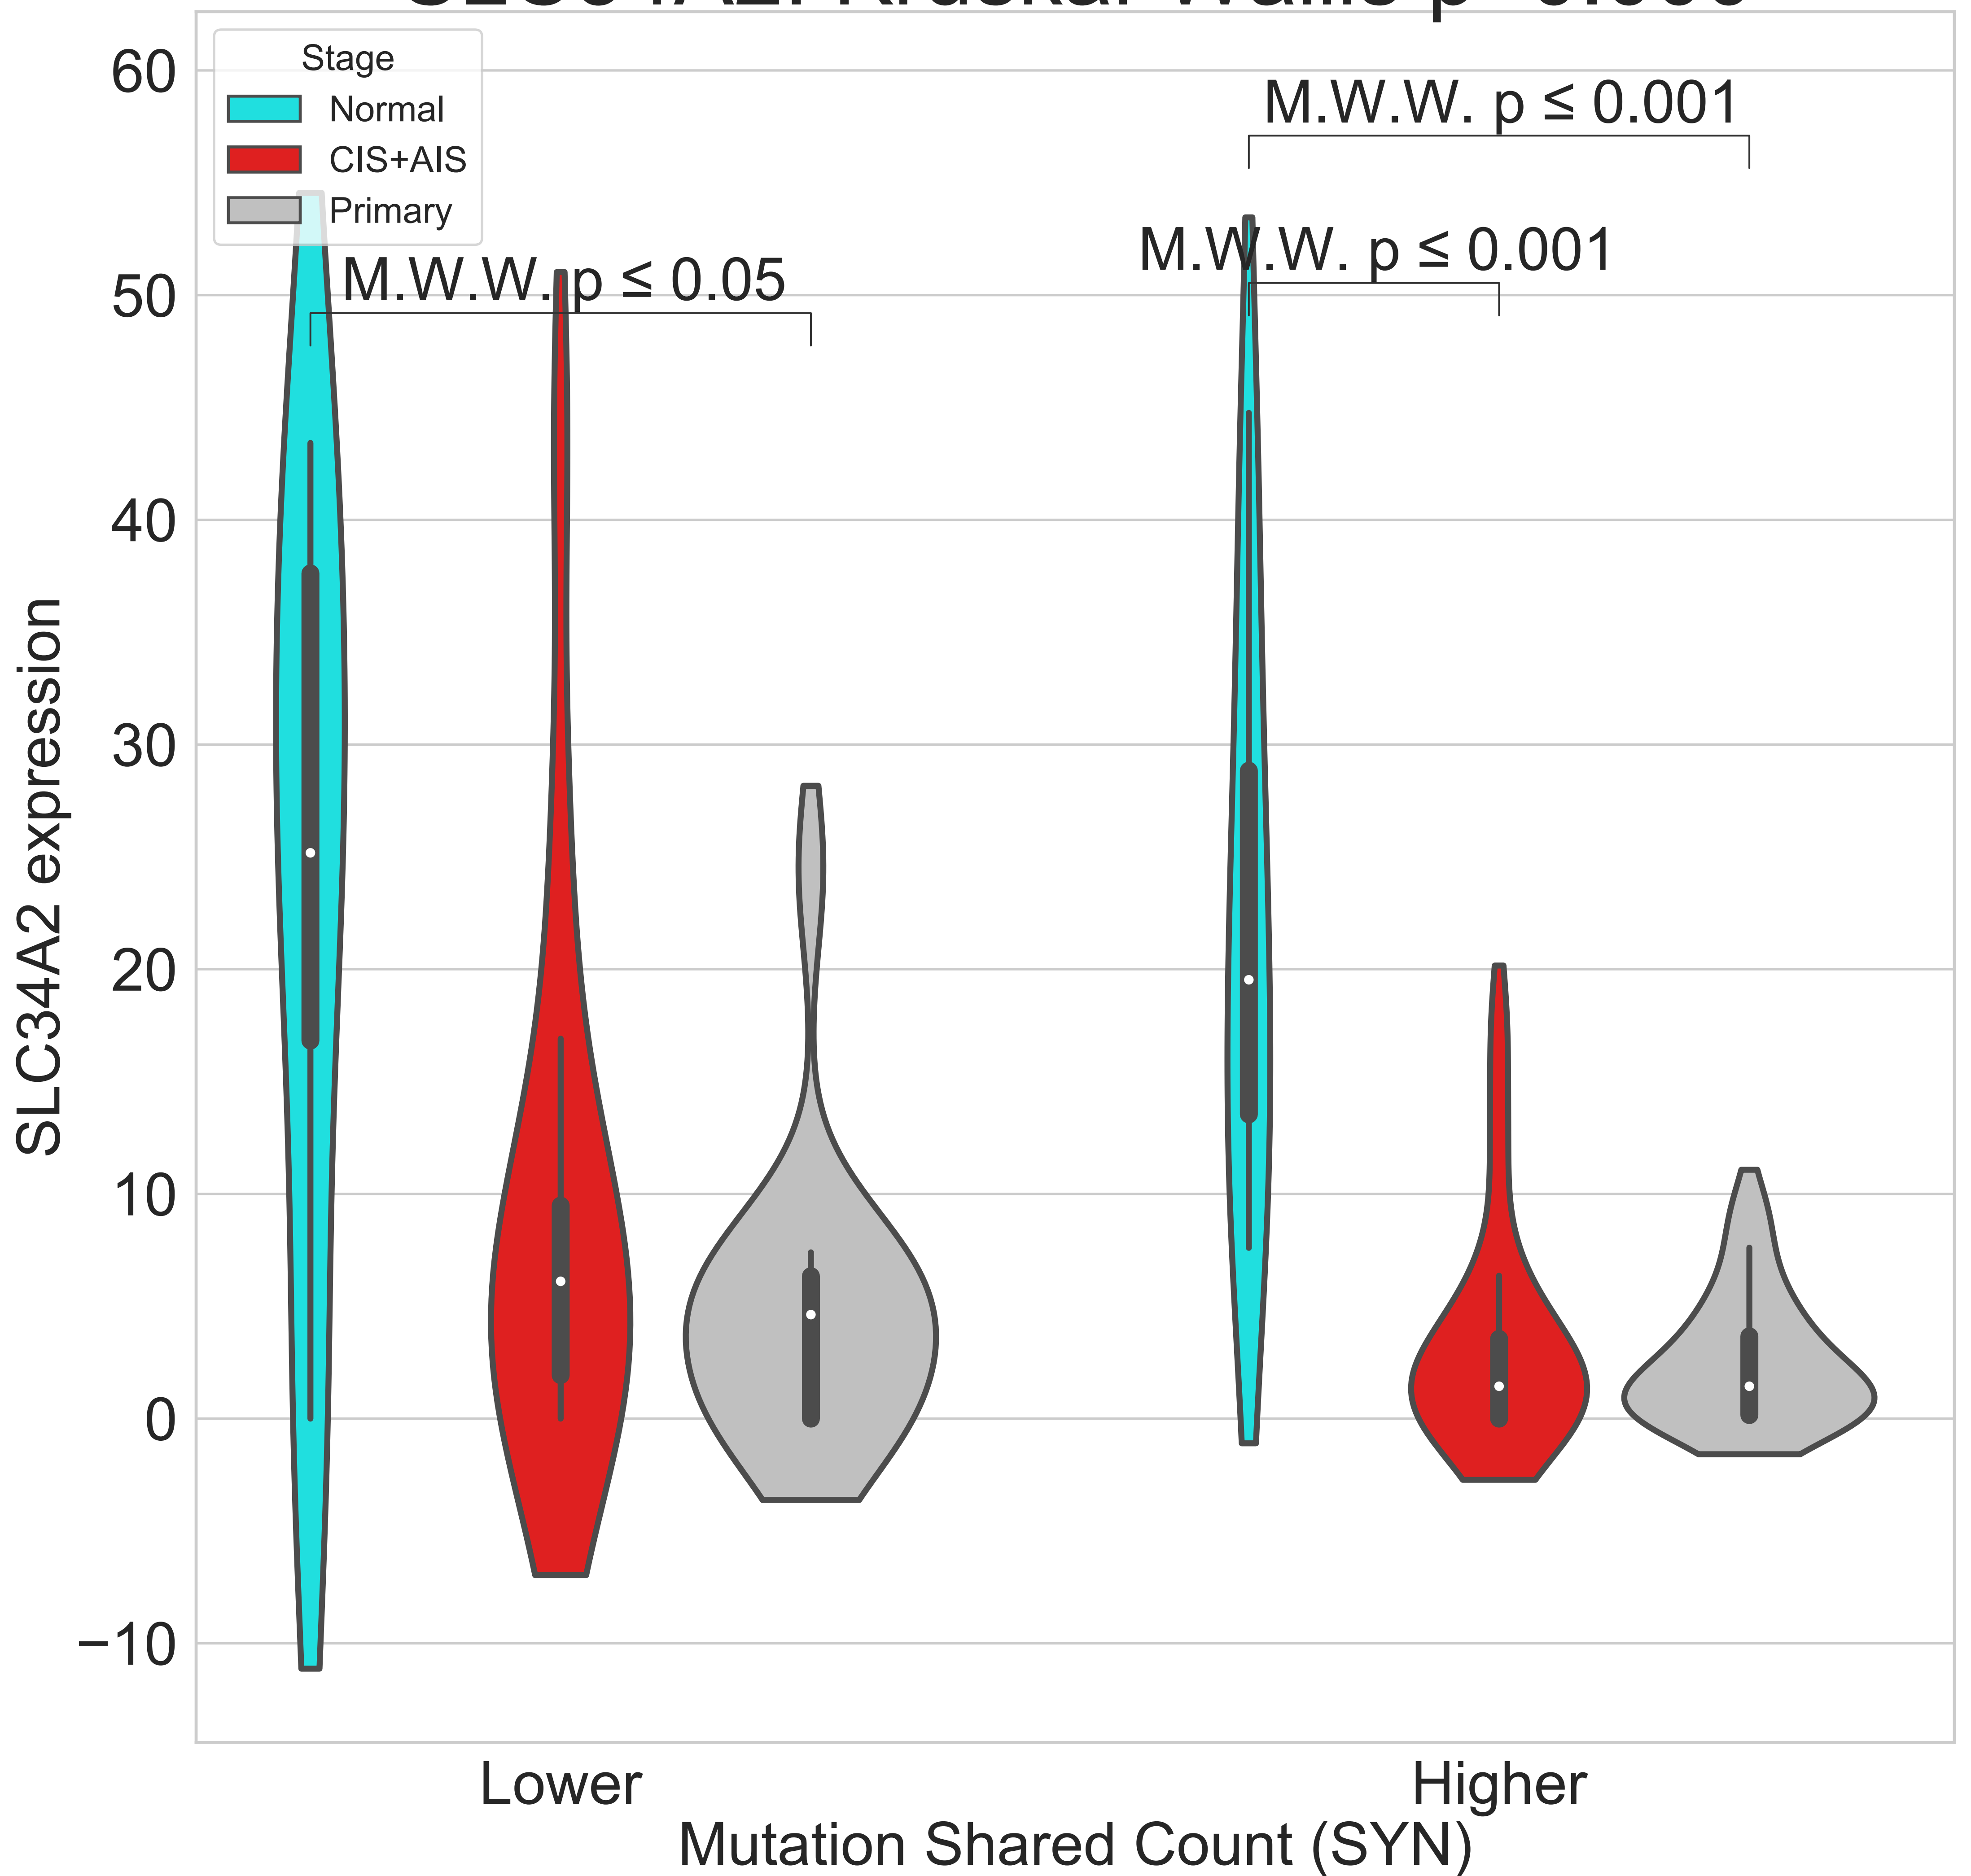 60
50
40
30
20
10
0
−10
SLC34A2 expression
Stage
Normal
CIS+AIS
Primary
M.W.W. p ≤ 0.05
M.W.W. p ≤ 0.001
M.W.W. p ≤ 0.001
Lower
Higher
Mutation Shared Count (SYN)